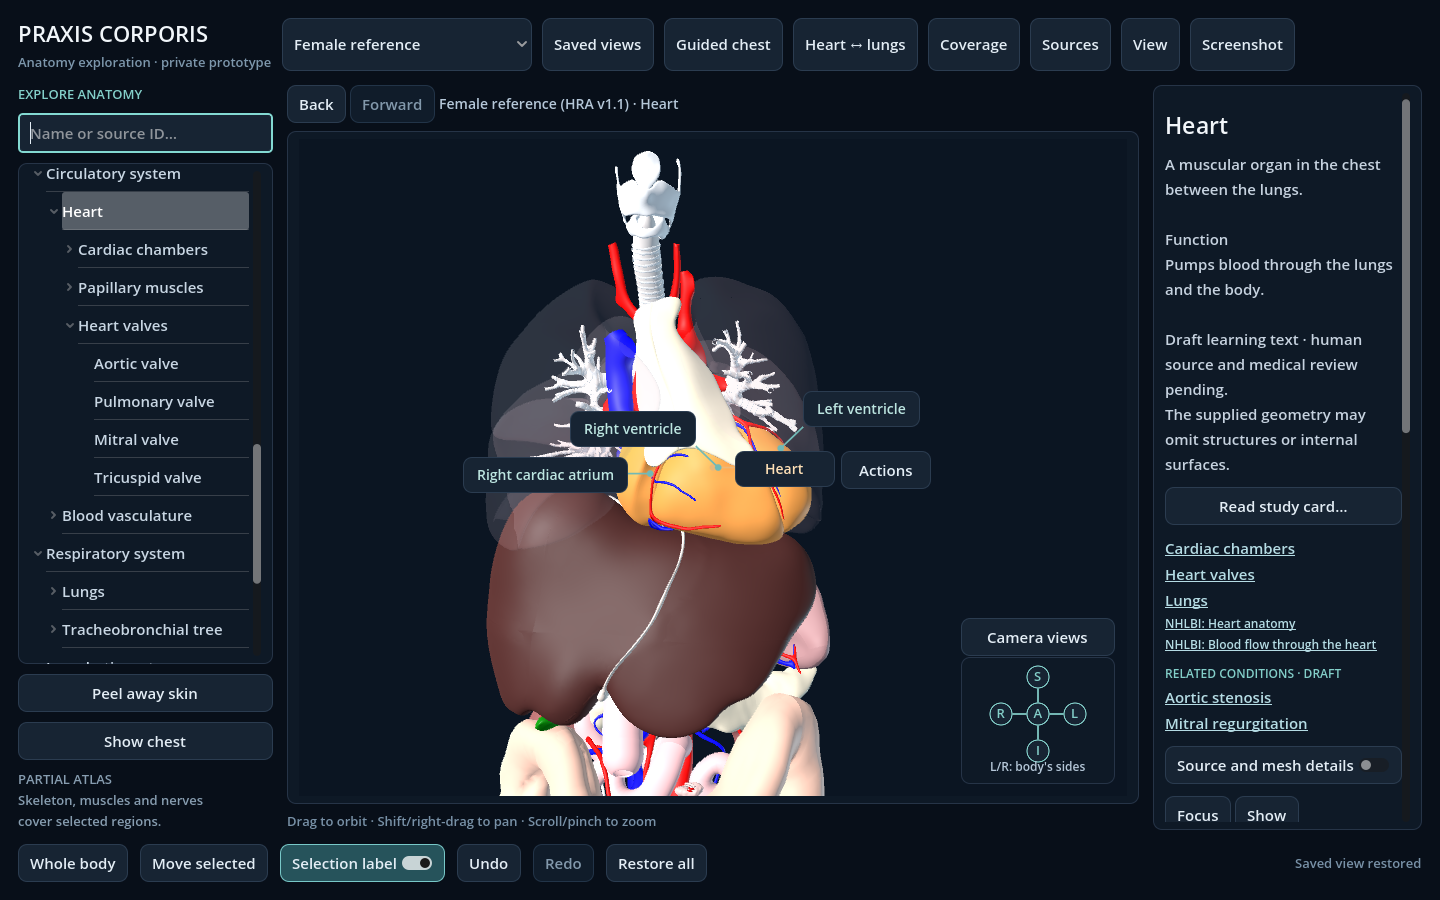 PRAXIS CORPORIS
Anatomy exploration · private prototype
Female reference
Saved views
Guided chest
Heart ↔ lungs
Coverage
Sources
View
Screenshot
EXPLORE ANATOMY
Name or source ID...
Circulatory system
Heart
Cardiac chambers
Papillary muscles
Heart valves
Aortic valve
Pulmonary valve
Mitral valve
Tricuspid valve
Blood vasculature
Respiratory system
Lungs
Tracheobronchial tree
Peel away skin
Show chest
PARTIAL ATLAS
Skeleton, muscles and nerves
cover selected regions.
Back
Forward
Female reference (HRA v1.1) · Heart
Left ventricle
Right ventricle
Right cardiac atrium
Heart
Actions
Camera views
S
R
A
L
I
L/R: body's sides
Drag to orbit · Shift/right-drag to pan · Scroll/pinch to zoom
Heart
A muscular organ in the chest
between the lungs.
Function
Pumps blood through the lungs
and the body.
Draft learning text · human
source and medical review
pending.
The supplied geometry may
omit structures or internal
surfaces.
Read study card...
Cardiac chambers
Heart valves
Lungs
NHLBI: Heart anatomy
NHLBI: Blood flow through the heart
RELATED CONDITIONS · DRAFT
Aortic stenosis
Mitral regurgitation
Source and mesh details
Focus
Show
Whole body
Move selected
Selection label
Undo
Redo
Restore all
Saved view restored